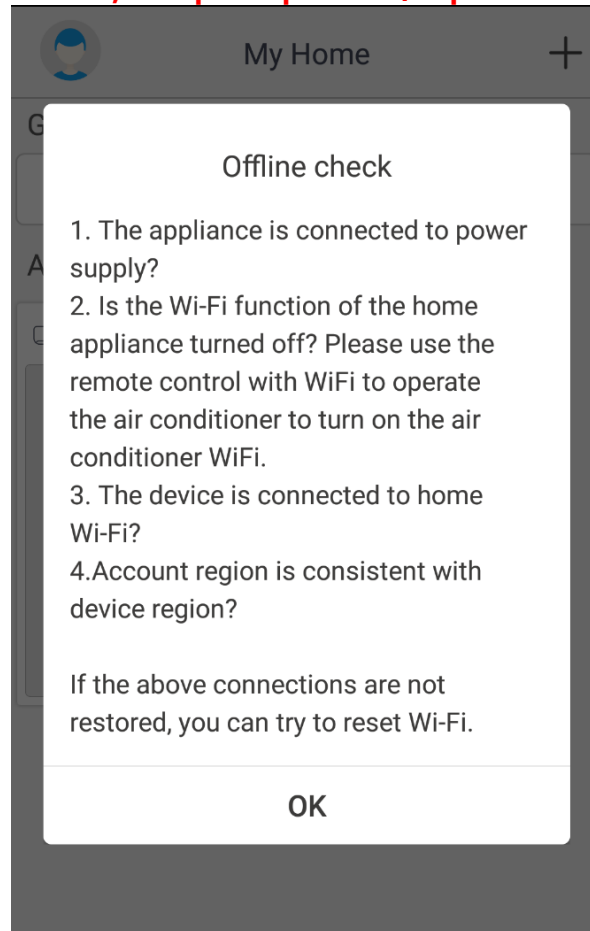 My Home
G
Offline check
1. The appliance is connected to power
supply?
A
2. Is the Wi-Fi function of the home
appliance turned off? Please use the
remote control with WiFi to operate
the air conditioner to turn on the air
conditioner WiFi.
3. The device is connected to home
Wi-Fi?
4.Account region is consistent with
device region?
If the above connections are not
restored, you can try to reset Wi-Fi.
OK